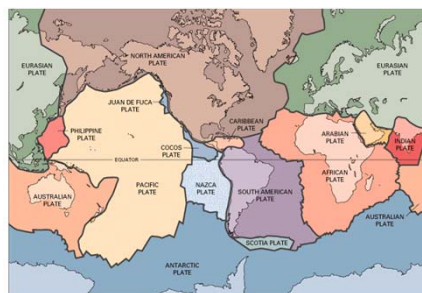 NORTH AMERICAN
PLATE
EURASIAN
PLATE
EURASIAN
PLATE
JUAN DE FUCA
PLATE
CARIBBEAN
PLATE
PHILIPPINE
PLATE
ARABIAN
PLATE
INDIAN
PLATE
COCOS
PLATE
EQUATOR
AUSTRALIAN
PLATE
PACIFIC
PLATE
NAZCA
PLATE
SOUTH AMERICAN
PLATE
AFRICAN
PLATE
AUSTRALIAN
PLATE
SCOTIA PLATE
ANTARCTIC
PLATE